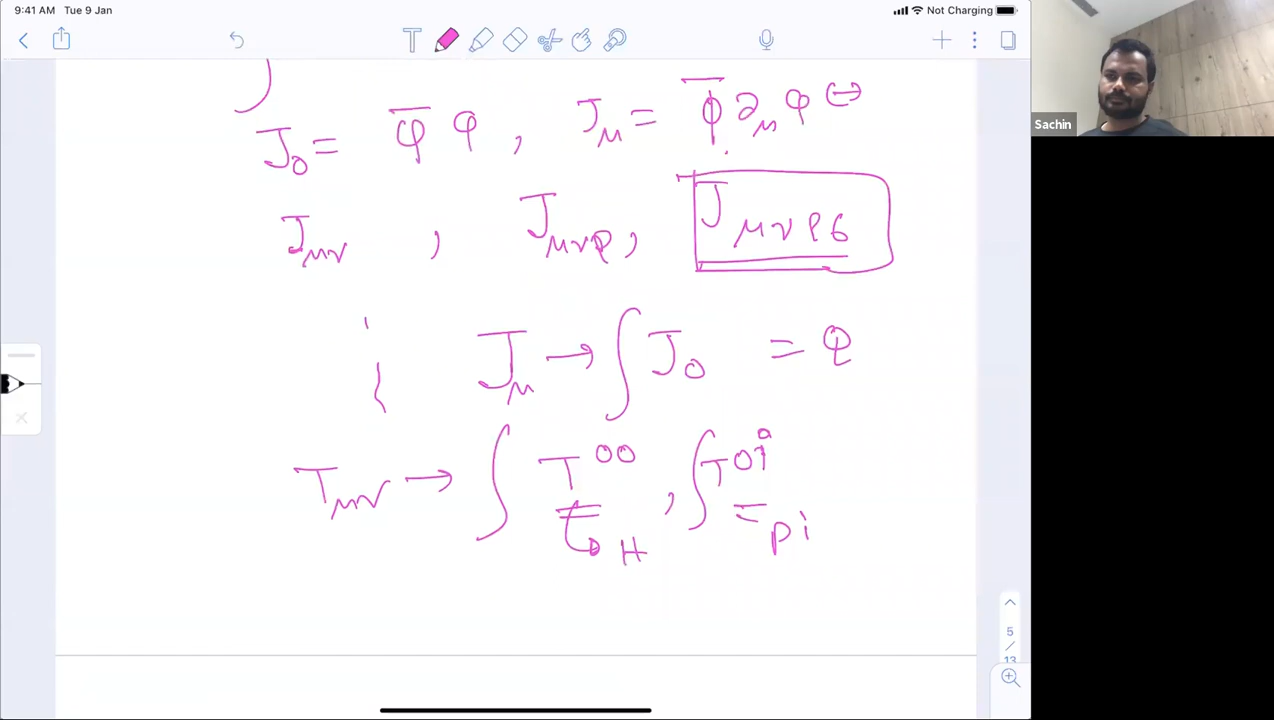 9:41 AM Tue 9 Jan
Not Charging
T
J₀ = φ̅ φ , J_μ = ϕ̅ ∂_μ φ ↔
J_μν , J_μνρ, J_μνρσ
J_μ → ∫ J₀ = Q
T_μν → ∫ T⁰⁰ , ∫ T⁰ⁱ
H pⁱ
Sachin
5
/
13